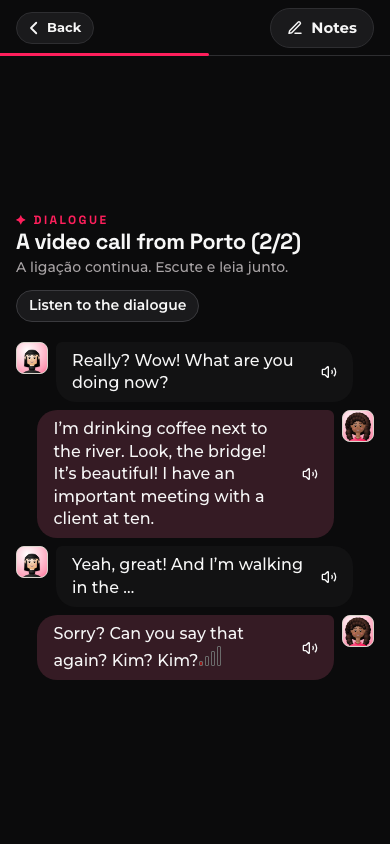 Back
Notes
DIALOGUE
A video call from Porto (2/2)
A ligação continua. Escute e leia junto.
Listen to the dialogue
Really? Wow! What are you
doing now?
I’m drinking coffee next to
the river. Look, the bridge!
It’s beautiful! I have an
important meeting with a
client at ten.
Yeah, great! And I’m walking
in the ...
Sorry? Can you say that
again? Kim? Kim?